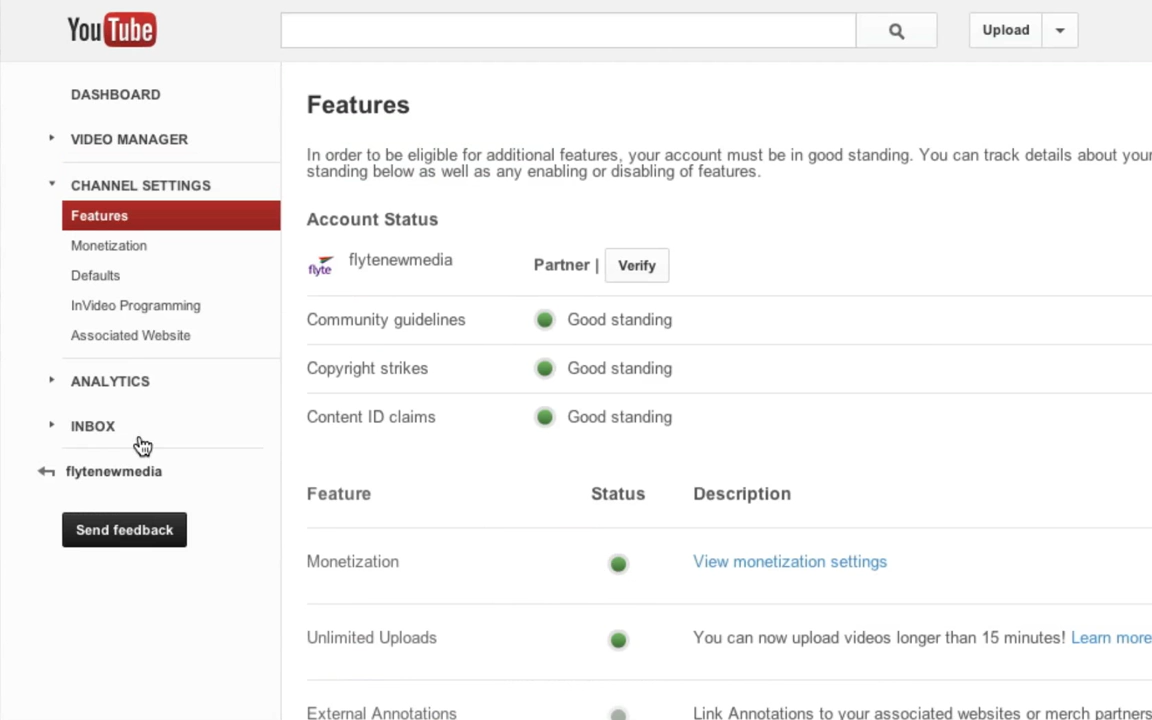 YouTube
Upload
DASHBOARD
VIDEO MANAGER
CHANNEL SETTINGS
Features
Monetization
Defaults
InVideo Programming
Associated Website
ANALYTICS
INBOX
flytenewmedia
Send feedback
Features
In order to be eligible for additional features, your account must be in good standing. You can track details about your
standing below as well as any enabling or disabling of features.
Account Status
flyte
flytenewmedia Partner | Verify
Community guidelines Good standing
Copyright strikes Good standing
Content ID claims Good standing
Feature Status Description
Monetization View monetization settings
Unlimited Uploads You can now upload videos longer than 15 minutes! Learn more
External Annotations Link Annotations to your associated websites or merch partners